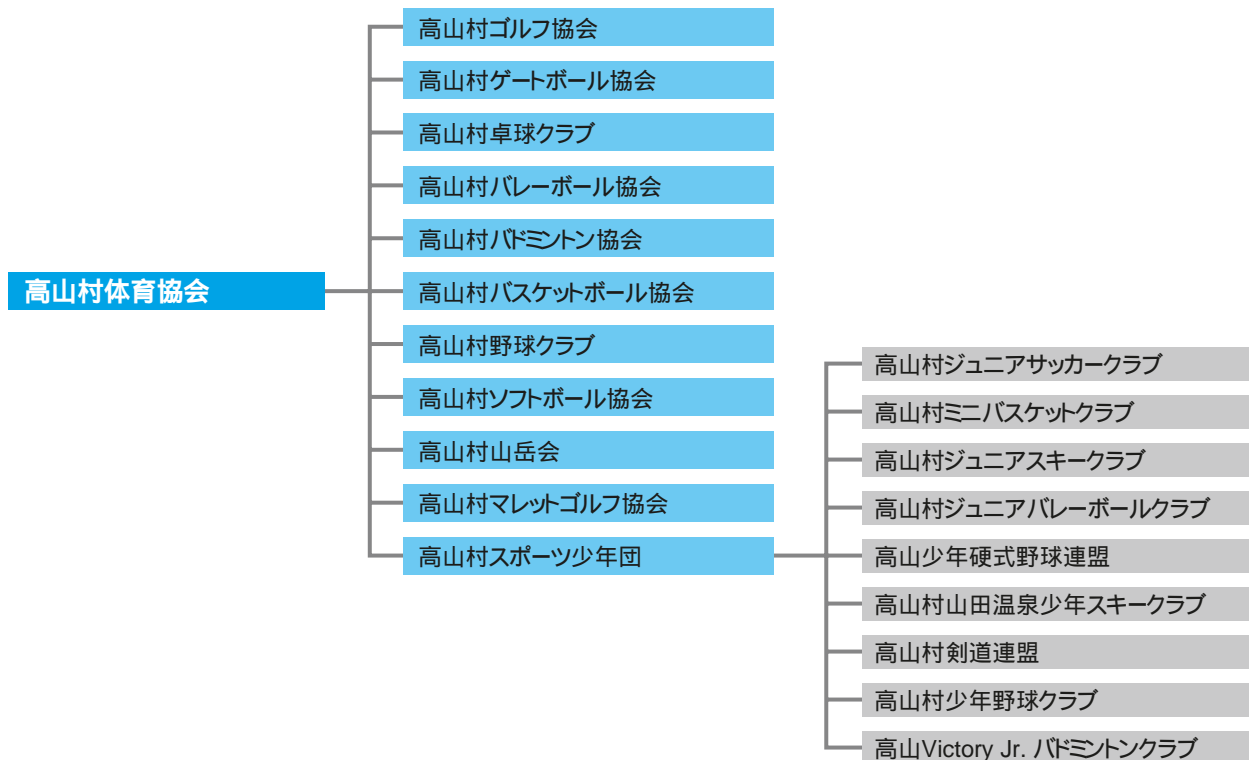 高山村体育協会
高山村ゴルフ協会
高山村ゲートボール協会
高山村卓球クラブ
高山村バレーボール協会
高山村バドミントン協会
高山村バスケットボール協会
高山村野球クラブ
高山村ソフトボール協会
高山村山岳会
高山村マレットゴルフ協会
高山村スポーツ少年団
高山村ジュニアサッカークラブ
高山村ミニバスケットクラブ
高山村ジュニアスキークラブ
高山村ジュニアバレーボールクラブ
高山少年硬式野球連盟
高山村山田温泉少年スキークラブ
高山村剣道連盟
高山村少年野球クラブ
高山Victory Jr. バドミントンクラブ